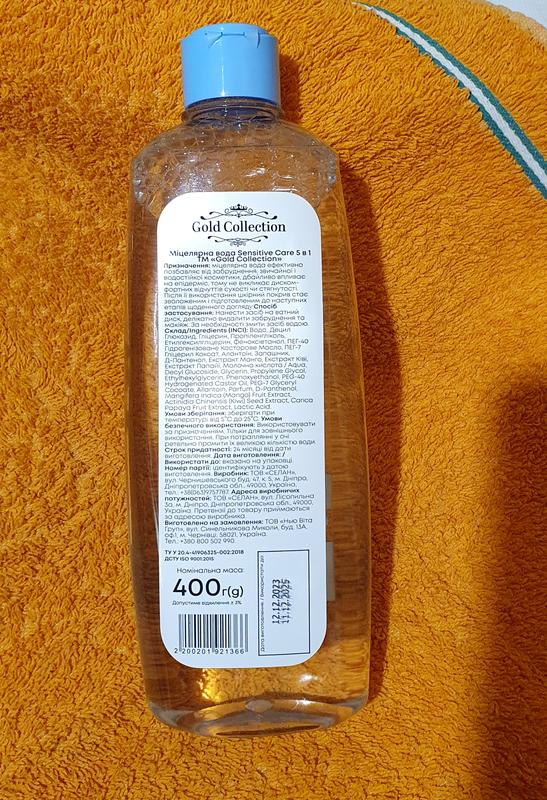 Gold Collection
Міцелярна вода Sensitive Care 5 в 1
ТМ «Gold Collection»
Призначення: міцелярна вода ефективно
позбавляє від забруднення, звичайної і
водостійкої косметики, дбайливо впливає
на епідерміс, тому не викликає диском-
фортних відчуттів сухості чи стягнутості.
Після її використання шкірний покрив стає
зволоженим і підготовленим до наступних
етапів щоденного догляду. Спосіб
застосування: Нанести засіб на ватний
диск, делікатно видалити забруднення та
макіяж. За необхідності змити засіб водою.
Склад/Ingredients (INCI): Вода, Децил
Глюкозид, Гліцерин, Пропіленгліколь,
Етилгексилгліцерин, феноксіетанол, ПЕГ-40
Гідрогенізоване Касторове Масло, ПЕГ-7
Гліцерил Кокоат, Алантоїн, Запашник,
Д-Пантенол, Екстракт Манго, Екстракт Ківі,
Екстракт Папайї, Молочна кислота / Aqua,
Decyl Glucoside, Glycerin, Propylene Glycol,
Ethylhexylglycerin, Phenoxyethanol, PEG-40
Hydrogenated Castor Oil, PEG-7 Glyceryl
Cocoate, Allantoin, Parfum, D-Panthenol,
Mangifera Indica (Mango) Fruit Extract,
Actinidia Chinensis (Kiwi) Seed Extract, Carica
Papaya Fruit Extract, Lactic Acid.
Умови зберігання: зберігати при
температурі від 5°С до 25°С. Умови
безпечного використання: Використовувати
за призначенням. Тільки для зовнішнього
використання. При потраплянні у очі
ретельно промити їх великою кількістю води.
Строк придатності: 24 місяці від дати
виготовлення. Дата виготовлення: /
Використати до: вказано на упаковці.
Номер партії: ідентифікують з датою
виготовлення. Виробник: ТОВ «СЕЛАН»,
вул. Чернишевського буд. 47, к. 5, м. Дніпро,
Дніпропетровська обл., 49000, Україна,
тел.: +380631975787. Адреса виробничих
потужностей: ТОВ «СЕЛАН», вул. Лісопильна
3а, м. Дніпро, Дніпропетровська обл., 49000,
Україна. Претензії до товару приймаються
за адресою виробника.
Виготовлено на замовлення: ТОВ «Нью Віта
Груп», вул. Синельникова Миколи, буд. 13А,
оф.1, м. Чернівці, 58021, Україна.
Тел.: +380 800 502 990.
ТУ У 20.4-41906325-002:2018
ДСТУ ISO 9001:2015
Номінальна маса:
400г(g)
Допустиме відхилення ± 3%
2 200201 921366
Дата виготовлення: / Використати до:
12.12.2023
11.12.2025